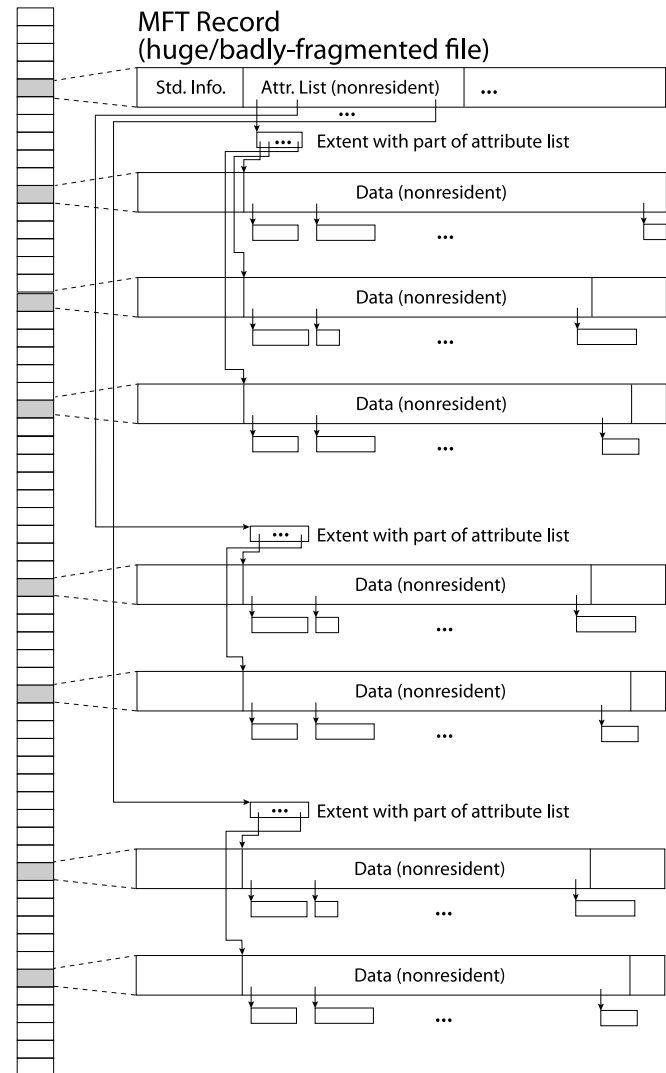 MFT Record
(huge/badly-fragmented file)
Std. Info.
Attr. List (nonresident)
...
...
...
Extent with part of attribute list
Data (nonresident)
...
Data (nonresident)
...
Data (nonresident)
...
...
Extent with part of attribute list
Data (nonresident)
...
Data (nonresident)
...
...
Extent with part of attribute list
Data (nonresident)
...
Data (nonresident)
...